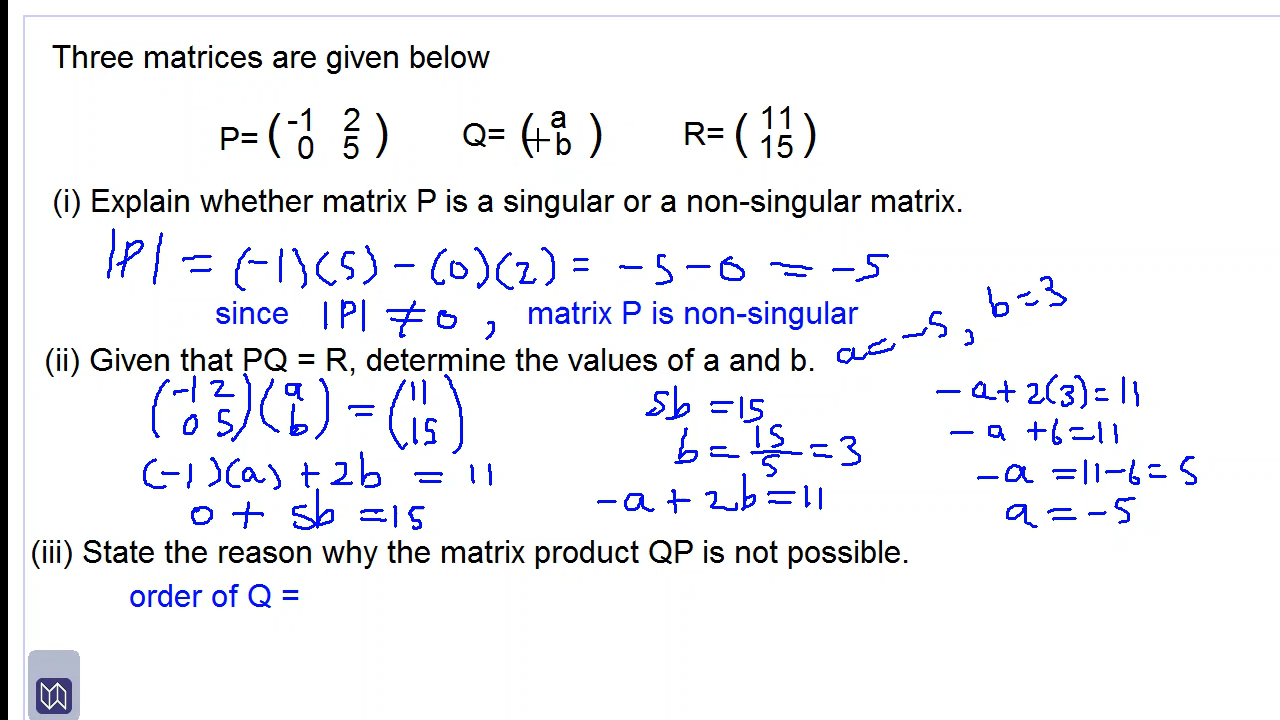 Three matrices are given below
P= ( -1 2 0 5 ) Q= ( a b ) R= ( 11 15 )
(i) Explain whether matrix P is a singular or a non-singular matrix.
|P| = (-1)(5) - (0)(2) = -5 - 0 = -5
since |P| ≠ 0, matrix P is non-singular
(ii) Given that PQ = R, determine the values of a and b. a = -5, b = 3
(-1 2 0 5)(a b) = (11 15)
(-1)(a) + 2b = 11
0 + 5b = 15
5b = 15
b = 15/5 = 3
-a + 2b = 11
-a + 2(3) = 11
-a + 6 = 11
-a = 11 - 6 = 5
a = -5
(iii) State the reason why the matrix product QP is not possible.
order of Q =